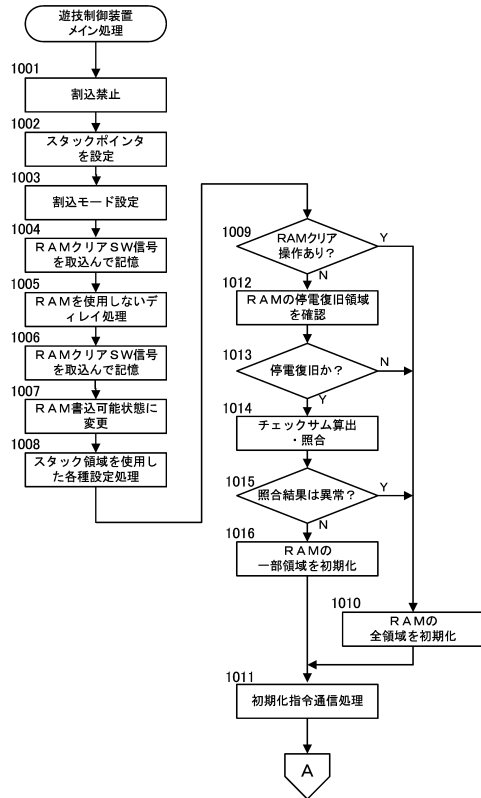 遊技制御装置
メイン処理
1001
割込禁止
1002
スタックポインタ
を設定
1003
割込モード設定
1004
ＲＡＭクリアＳＷ信号
を取込んで記憶
1005
ＲＡＭを使用しないデ
ィレイ処理
1006
ＲＡＭクリアＳＷ信号
を取込んで記憶
1007
ＲＡＭ書込可能状態に
変更
1008
スタック領域を使用し
た各種設定処理
1009
RAMクリア
操作あり？
Y
N
1012
ＲＡＭの停電復旧領域
を確認
1013
停電復旧か？
N
Y
1014
チェックサム算出
・照合
1015
照合結果は異常？
Y
N
1016
ＲＡＭの
一部領域を初期化
1010
ＲＡＭの
全領域を初期化
1011
初期化指令通信処理
A